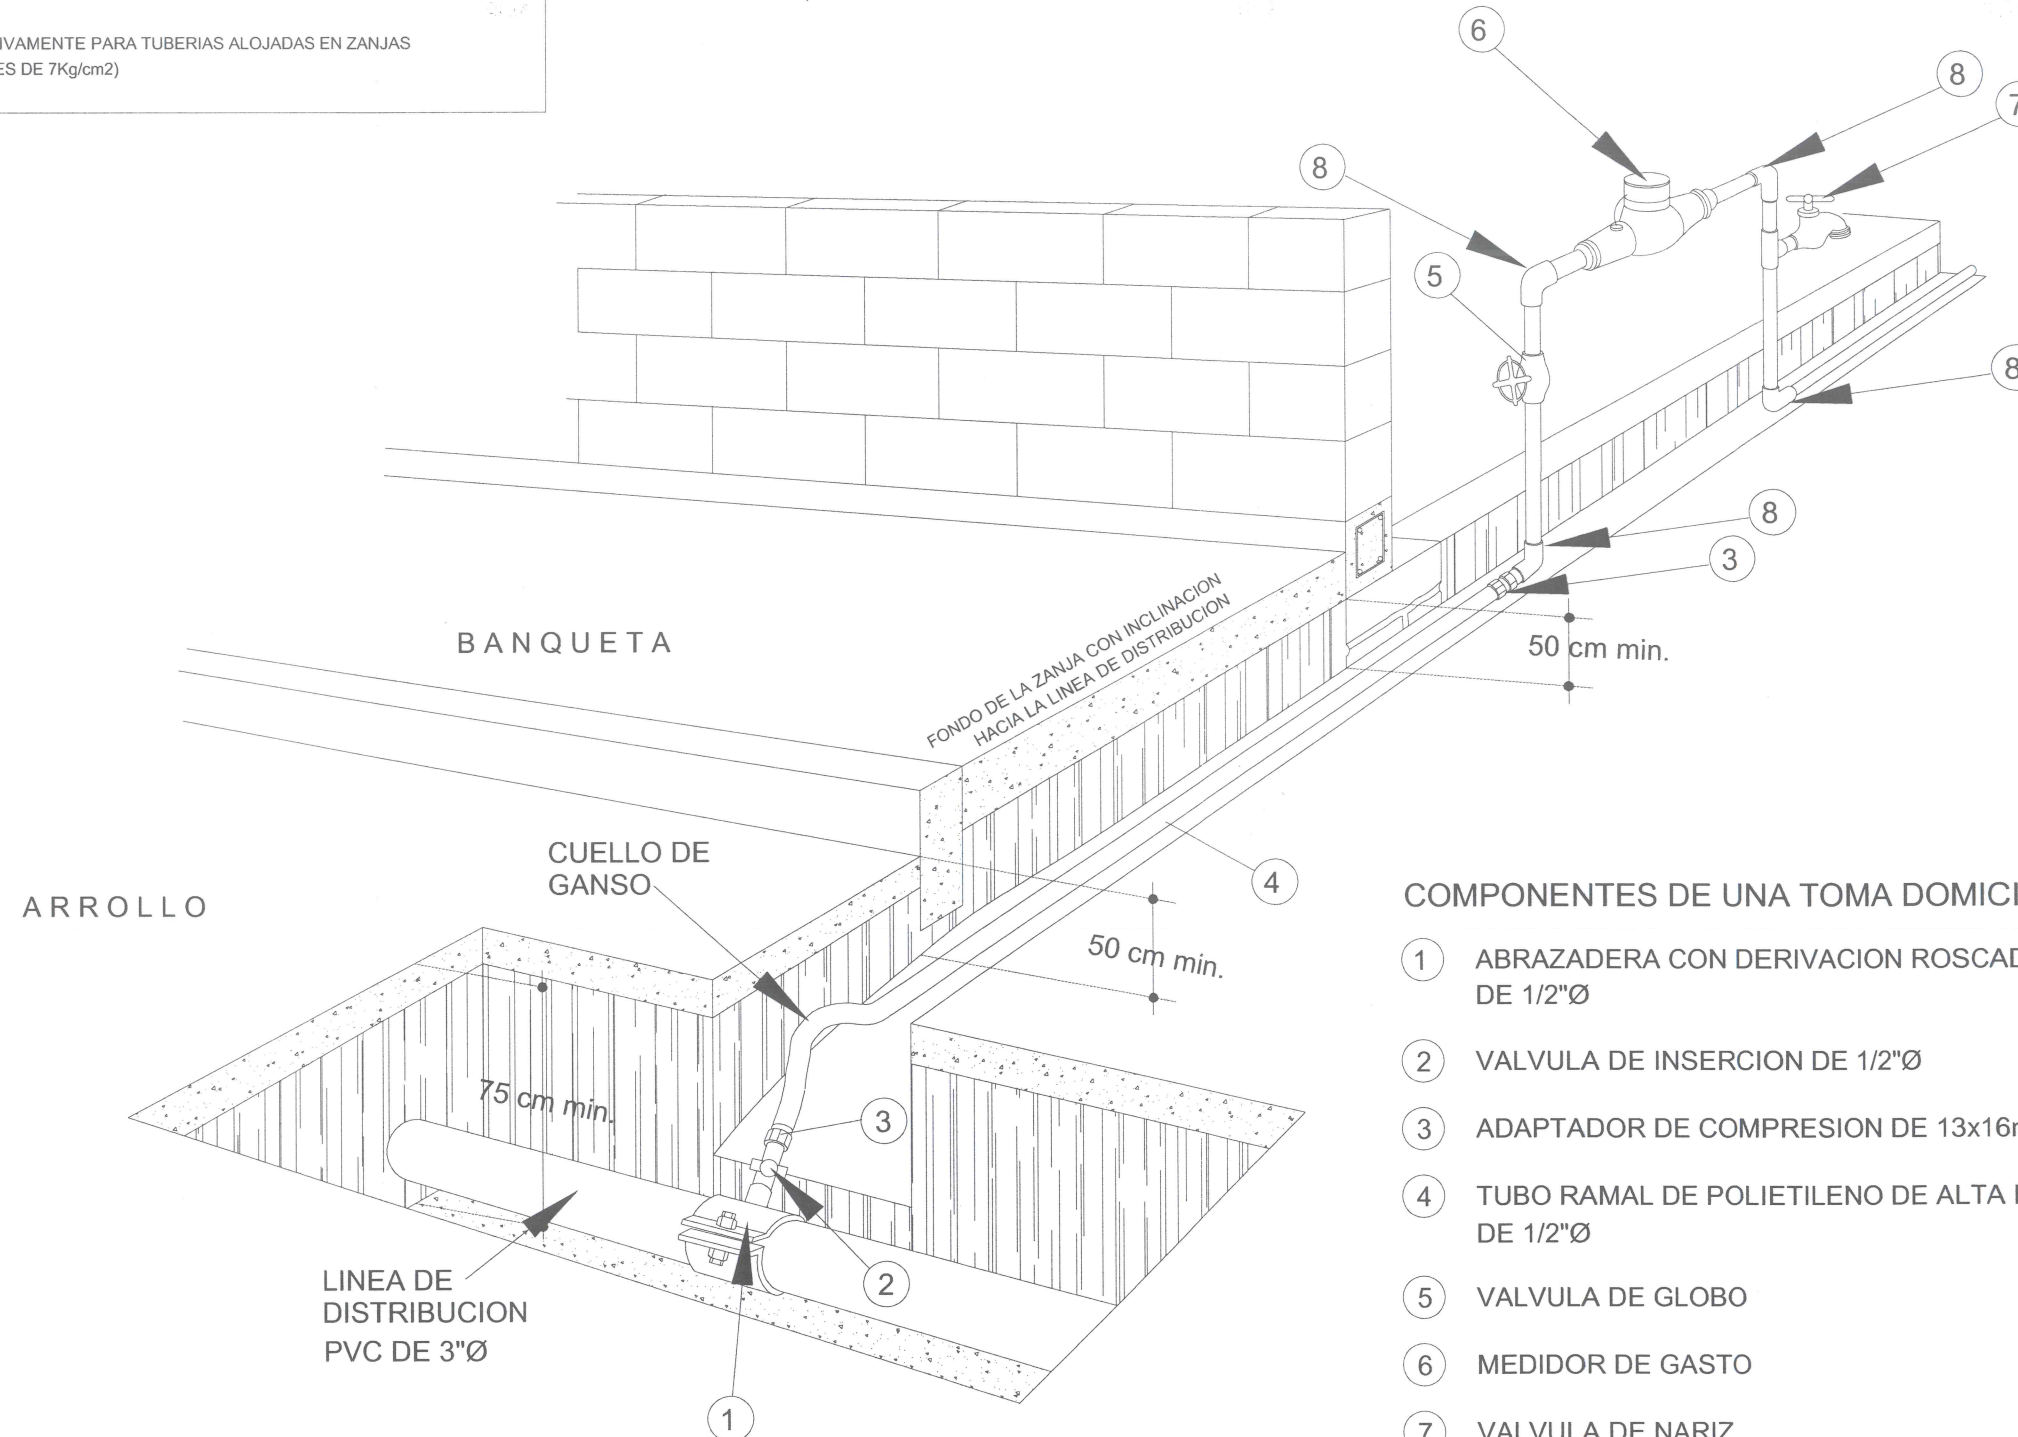 PARA TUBERIAS ALOJADAS EN ZANJAS
DE 7Kg/cm2)
6
8
7
8
5
8
8
3
50 cm min.
BANQUETA
FONDO DE LA ZANJA CON INCLINACION
HACIA LA LINEA DE DISTRIBUCION
CUELLO DE
GANSO
4
ARROLLO
50 cm min.
75 cm min.
3
2
LINEA DE
DISTRIBUCION
PVC DE 3"Ø
1
COMPONENTES DE UNA TOMA
1 ABRAZADERA CON DERIVACION
DE 1/2"Ø
2 VALVULA DE INSERCION DE 1/2"Ø
3 ADAPTADOR DE COMPRESION DE
4 TUBO RAMAL DE POLIETILENO DE ALTA
DE 1/2"Ø
5 VALVULA DE GLOBO
6 MEDIDOR DE GASTO
7 VALVULA DE NARIZ